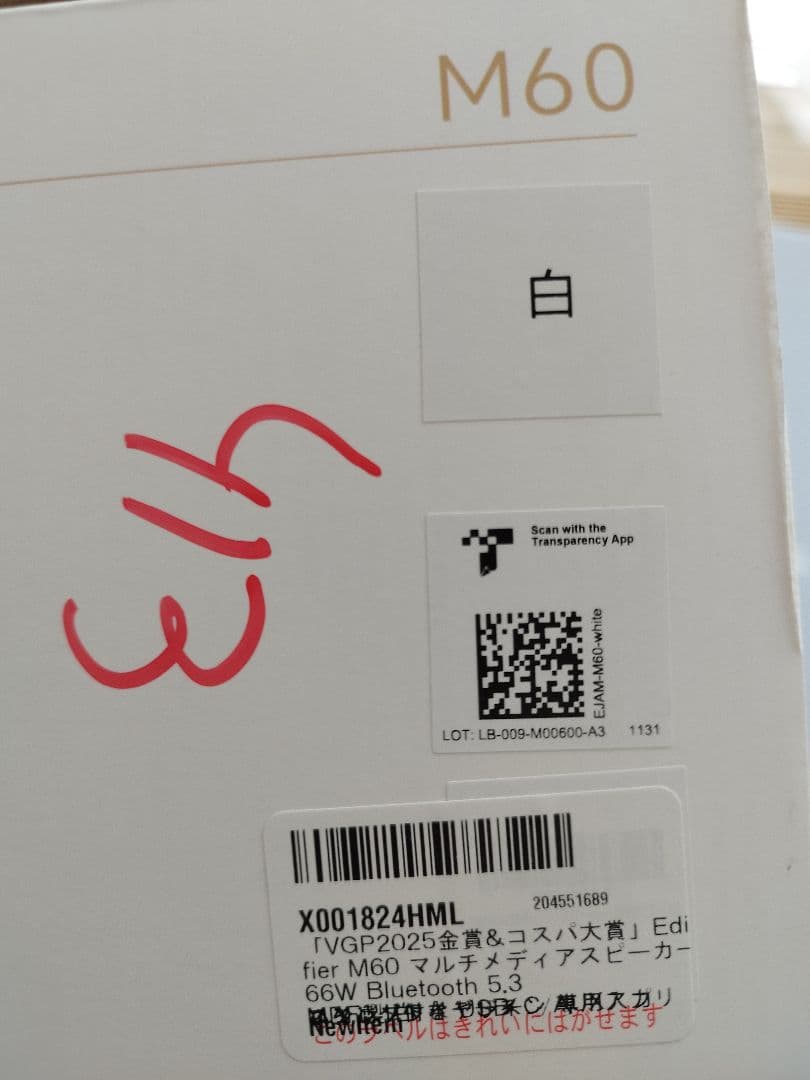 M60
白
413
Scan with the
Transparency App
EJAM-M60-white
LOT: LB-009-M00600-A3 1131
X001824HML
204551689
「VGP2025金賞&コスパ大賞」Edi
fier M60 マルチメディアスピーカー
66W Bluetooth 5.3
NewItem
このラベルはきれいにはがせます